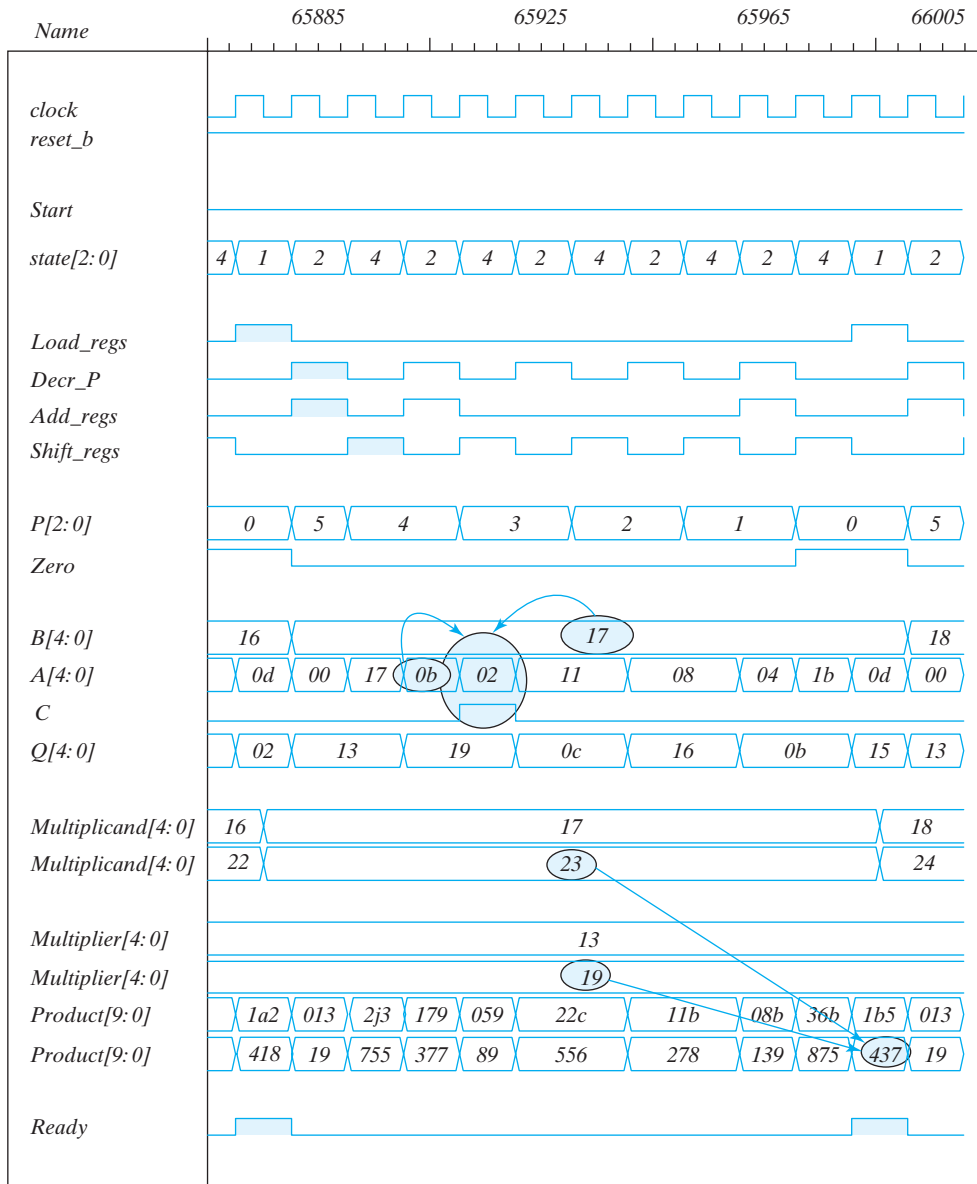 Name 65885 65925 65965 66005
clock
reset_b
Start
state[2: 0] 4 1 2 4 2 4 2 4 2 4 2 4 1 2
Load_regs
Decr_P
Add_regs
Shift_regs
P[2: 0] 0 5 4 3 2 1 0 5
Zero
B[4: 0] 16 17 18
A[4: 0] 0d 00 17 0b 02 11 08 04 1b 0d 00
C
Q[4: 0] 02 13 19 0c 16 0b 15 13
Multiplicand[4: 0] 16 17 18
Multiplicand[4: 0] 22 23 24
Multiplier[4: 0] 13
Multiplier[4: 0] 19
Product[9: 0] 1a2 013 2j3 179 059 22c 11b 08b 36b 1b5 013
Product[9: 0] 418 19 755 377 89 556 278 139 875 437 19
Ready